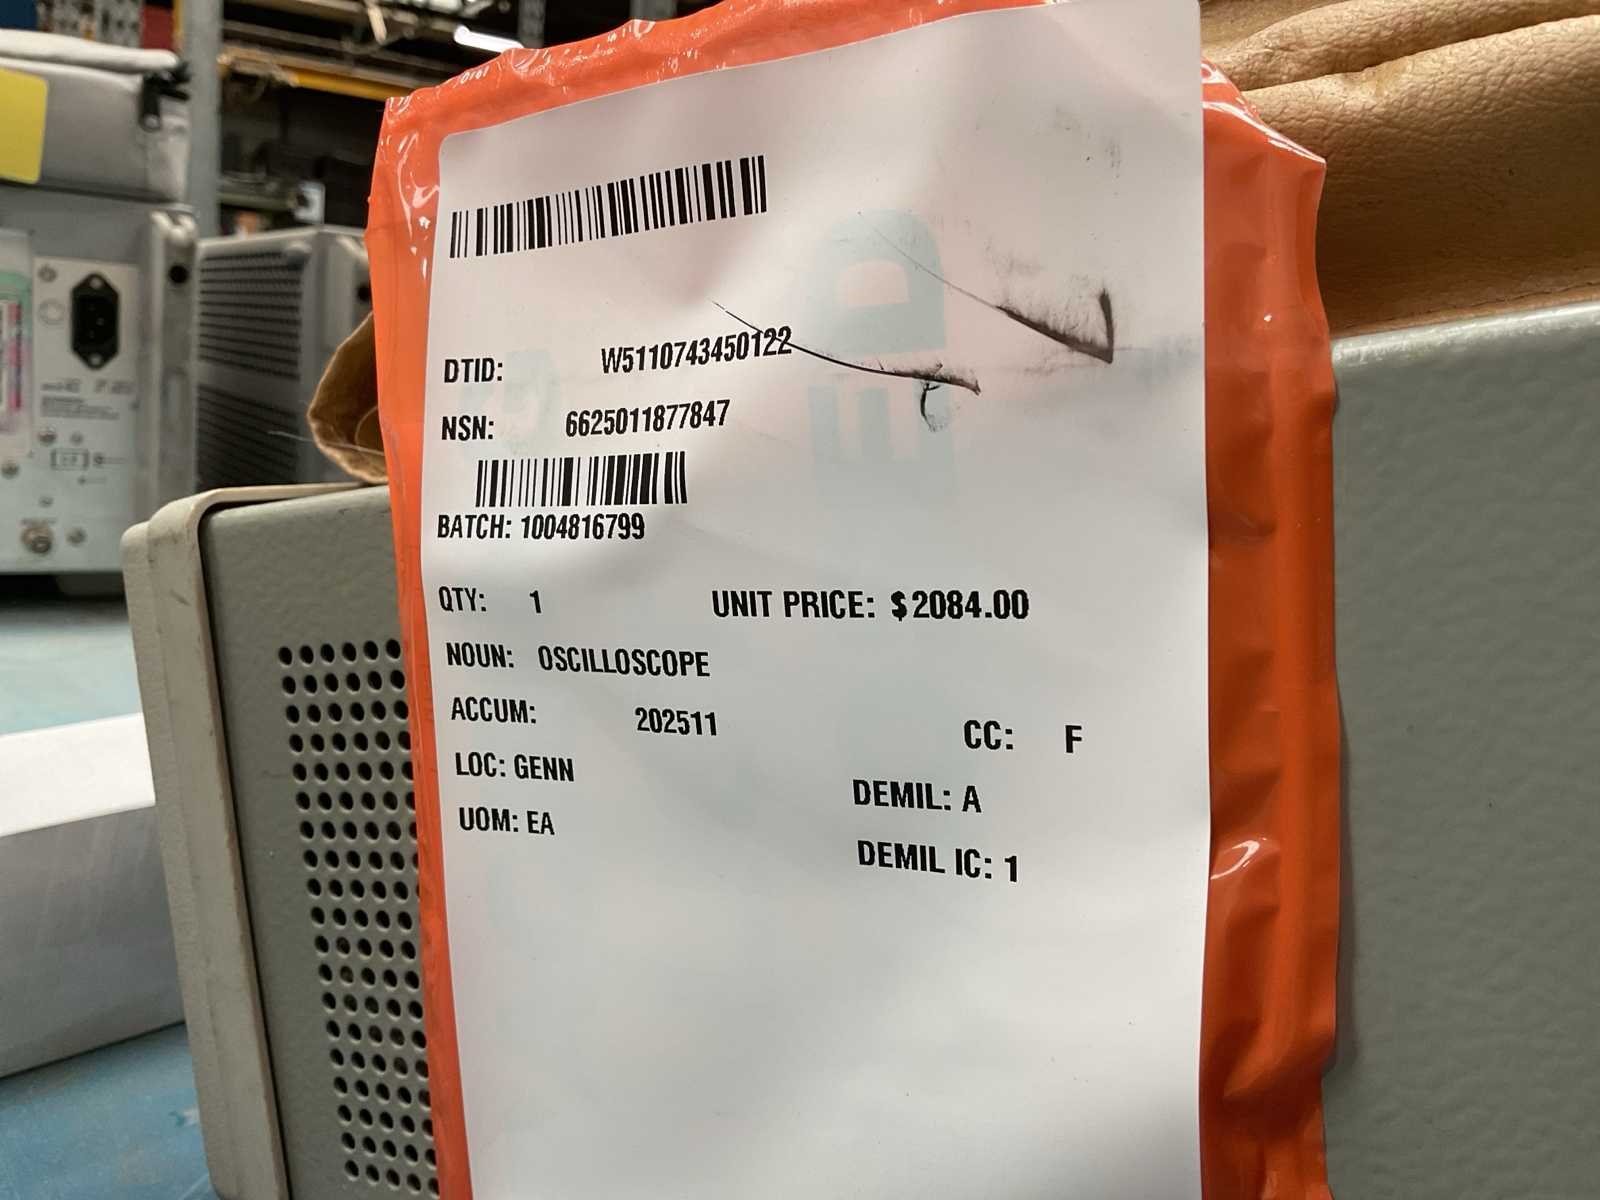 DTID: W5110743450122
NSN: 6625011877847
BATCH: 1004816799
QTY: 1 UNIT PRICE: $2084.00
NOUN: OSCILLOSCOPE
ACCUM: 202511
CC: F
LOC: GENN
DEMIL: A
UOM: EA
DEMIL IC: 1